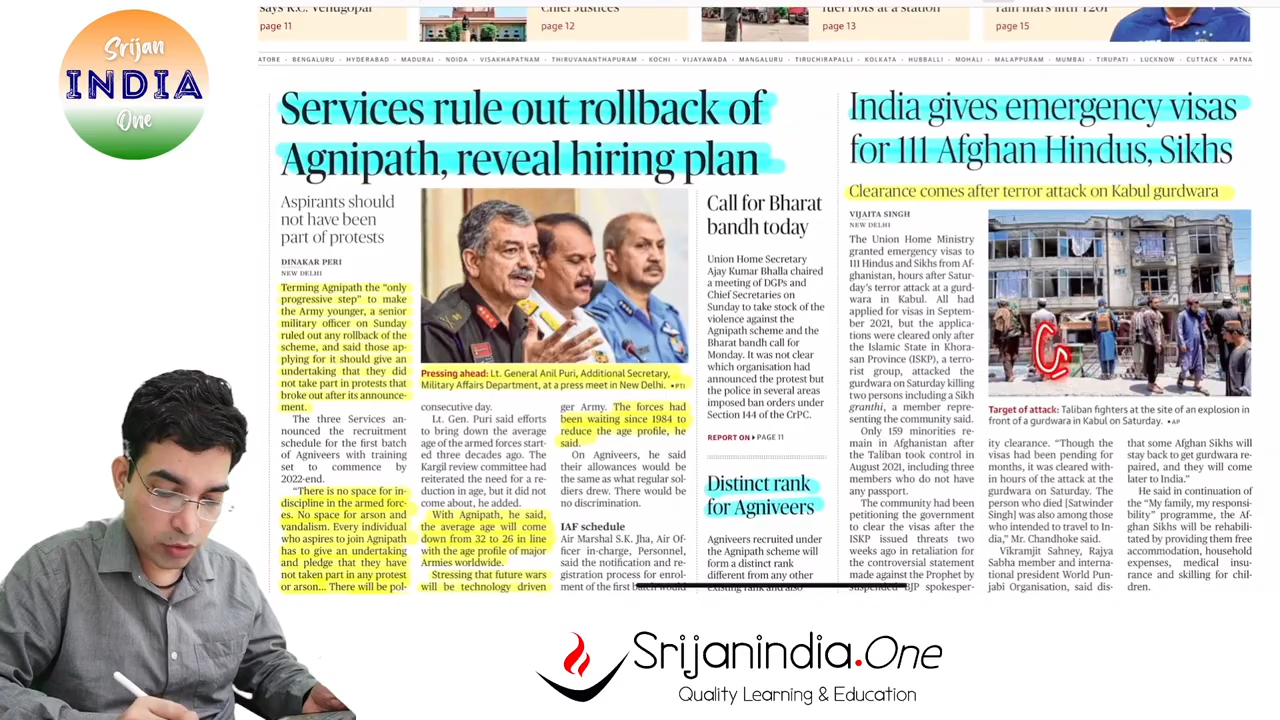 Srijan
INDIA
One
says K.C. Venugopal
page 11
Chief Justices
page 12
fuel riots at a station
page 13
page 15
ATORE · BENGALURU · HYDERABAD · MADURAI · NOIDA · VISAKHAPATNAM · THIRUVANANTHAPURAM · KOCHI · VIJAYAWADA · MANGALURU · TIRUCHIRAPALLI · KOLKATA · HUBBALLI · MOHALI · MALAPPURAM · MUMBAI · TIRUPATI · LUCKNOW · CUTTACK · PATNA
Services rule out rollback of
Agnipath, reveal hiring plan
Aspirants should
not have been
part of protests
DINAKAR PERI
NEW DELHI
Terming Agnipath the “only
progressive step” to make
the Army younger, a senior
military officer on Sunday
ruled out any rollback of the
scheme, and said those ap-
plying for it should give an
undertaking that they did
not take part in protests that
broke out after its announce-
ment.
The three Services an-
nounced the recruitment
schedule for the first batch
of Agniveers with training
set to commence by
2022-end.
“There is no space for in-
discipline in the armed forc-
es. No space for arson and
vandalism. Every individual
who aspires to join Agnipath
has to give an undertaking
and pledge that they have
not taken part in any protest
or arson... There will be pol-
Pressing ahead: Lt. General Anil Puri, Additional Secretary,
Military Affairs Department, at a press meet in New Delhi. •PTI
consecutive day.
Lt. Gen. Puri said efforts
to bring down the average
age of the armed forces start-
ed three decades ago. The
Kargil review committee had
reiterated the need for a re-
duction in age, but it did not
come about, he added.
With Agnipath, he said,
the average age will come
down from 32 to 26 in line
with the age profile of major
Armies worldwide.
Stressing that future wars
will be technology driven
ger Army. The forces had
been waiting since 1984 to
reduce the age profile, he
said.
On Agniveers, he said
their allowances would be
the same as what regular sol-
diers drew. There would be
no discrimination.
IAF schedule
Air Marshal S.K. Jha, Air Of-
ficer in-charge, Personnel,
said the notification and re-
gistration process for enrol-
ment of the first batch would
Call for Bharat
bandh today
Union Home Secretary
Ajay Kumar Bhalla chaired
a meeting of DGPs and
Chief Secretaries on
Sunday to take stock of the
violence against the
Agnipath scheme and the
Bharat bandh call for
Monday. It was not clear
which organisation had
announced the protest but
the police in several areas
imposed ban orders under
Section 144 of the CrPC.
REPORT ON ▸ PAGE 11
Distinct rank
for Agniveers
Agniveers recruited under
the Agnipath scheme will
form a distinct rank
different from any other
existing rank and also
India gives emergency visas
for 111 Afghan Hindus, Sikhs
Clearance comes after terror attack on Kabul gurdwara
VIJAITA SINGH
NEW DELHI
The Union Home Ministry
granted emergency visas to
111 Hindus and Sikhs from Af-
ghanistan, hours after Satur-
day’s terror attack at a gurd-
wara in Kabul. All had
applied for visas in Septem-
ber 2021, but the applica-
tions were cleared only after
the Islamic State in Khora-
san Province (ISKP), a terro-
rist group, attacked the
gurdwara on Saturday killing
two persons including a Sikh
granthi, a member repre-
senting the community said.
Only 159 minorities re-
main in Afghanistan after
the Taliban took control in
August 2021, including three
members who do not have
any passport.
The community had been
petitioning the government
to clear the visas after the
ISKP issued threats two
weeks ago in retaliation for
the controversial statement
made against the Prophet by
suspended BJP spokesper-
Target of attack: Taliban fighters at the site of an explosion in
front of a gurdwara in Kabul on Saturday. •AP
ity clearance. “Though the
visas had been pending for
months, it was cleared with-
in hours of the attack at the
gurdwara on Saturday. The
person who died [Satwinder
Singh] was also among those
who intended to travel to In-
dia,” Mr. Chandhoke said.
Vikramjit Sahney, Rajya
Sabha member and interna-
tional president World Pun-
jabi Organisation, said dis-
that some Afghan Sikhs will
stay back to get gurdwara re-
paired, and they will come
later to India.”
He said in continuation of
the “My family, my responsi-
bility” programme, the Af-
ghan Sikhs will be rehabili-
tated by providing them free
accommodation, household
expenses, medical insur-
ance and skilling for chil-
dren.
Srijanindia.One
Quality Learning & Education